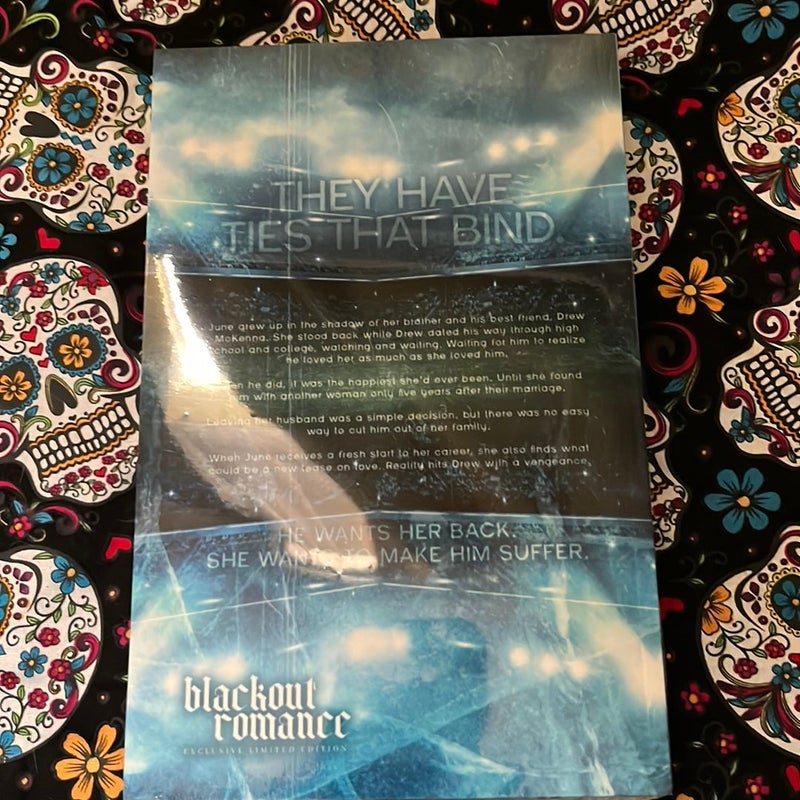 THEY HAVE
TIES THAT BIND.
June grew up in the shadow of her brother and his best friend, Drew
McKenna. She stood back while Drew dated his way through high
school and college, watching and waiting. Waiting for him to realize
he loved her as much as she loved him.
he did, it was the happiest she'd ever been. Until she found
him with another woman only five years after their marriage.
Leaving her husband was a simple decision, but there was no easy
way to cut him out of her family.
When June receives a fresh start to her career, she also finds what
could be a new lease on love. Reality hits Drew with a vengeance.
HE WANTS HER BACK.
SHE WANTS TO MAKE HIM SUFFER.
blackout
romance
EXCLUSIVE LIMITED EDITION